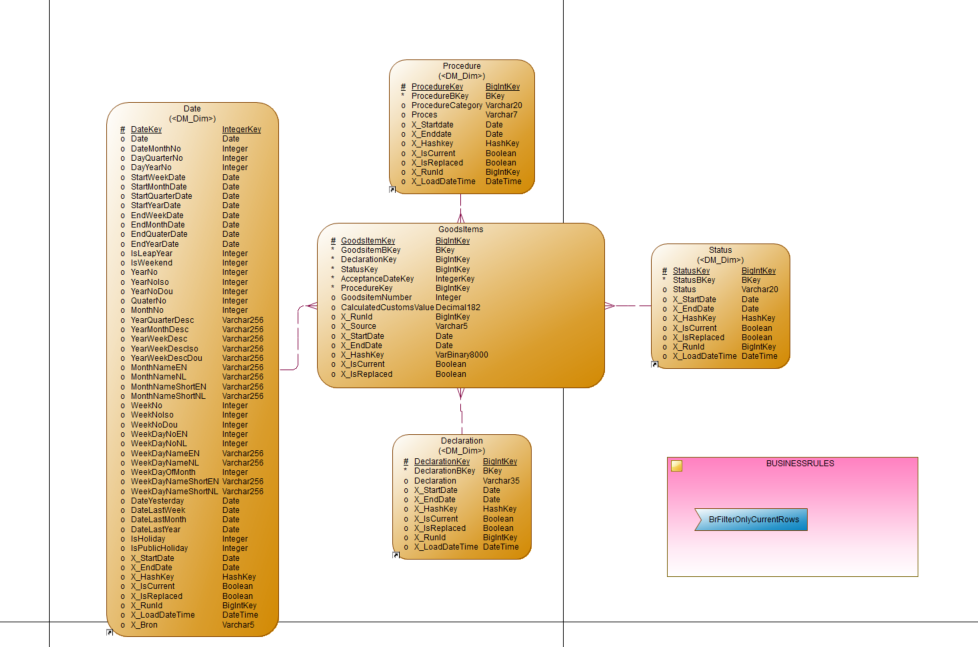 Procedure
(<DM_Dim>)
# ProcedureKey BigIntKey
* ProcedureBKey BKey
o ProcedureCategory Varchar20
o Proces Varchar7
o X_Startdate Date
o X_Enddate Date
o X_Hashkey HashKey
o X_IsCurrent Boolean
o X_IsReplaced Boolean
o X_RunId BigIntKey
o X_LoadDateTime DateTime
Date
(<DM_Dim>)
# DateKey IntegerKey
o Date Date
o DateMonthNo Integer
o DayQuarterNo Integer
o DayYearNo Integer
o StartWeekDate Date
o StartMonthDate Date
o StartQuarterDate Date
o StartYearDate Date
o EndWeekDate Date
o EndMonthDate Date
o EndQuaterDate Date
o EndYearDate Date
o IsLeapYear Integer
o IsWeekend Integer
o YearNo Integer
o YearNoIso Integer
o YearNoDou Integer
o QuaterNo Integer
o MonthNo Integer
o YearQuarterDesc Varchar256
o YearMonthDesc Varchar256
o YearWeekDesc Varchar256
o YearWeekDescIso Varchar256
o YearWeekDescDou Varchar256
o MonthNameEN Varchar256
o MonthNameNL Varchar256
o MonthNameShortEN Varchar256
o MonthNameShortNL Varchar256
o WeekNo Integer
o WeekNoIso Integer
o WeekNoDou Integer
o WeekDayNoEN Integer
o WeekDayNoNL Integer
o WeekDayNameEN Varchar256
o WeekDayNameNL Varchar256
o WeekDayOfMonth Integer
o WeekDayNameShortEN Varchar256
o WeekDayNameShortNL Varchar256
o DateYesterday Date
o DateLastWeek Date
o DateLastMonth Date
o DateLastYear Date
o IsHoliday Integer
o IsPublicHoliday Integer
o X_StartDate Date
o X_EndDate Date
o X_HashKey HashKey
o X_IsCurrent Boolean
o X_IsReplaced Boolean
o X_RunId BigIntKey
o X_LoadDateTime DateTime
o X_Bron Varchar5
GoodsItems
# GoodsItemKey BigIntKey
* GoodsitemBKey BKey
* DeclarationKey BigIntKey
* StatusKey BigIntKey
* AcceptanceDateKey IntegerKey
* ProcedureKey BigIntKey
o GoodsitemNumber Integer
o CalculatedCustomsValue Decimal182
o X_RunId BigIntKey
o X_Source Varchar5
o X_StartDate Date
o X_EndDate Date
o X_HashKey VarBinary8000
o X_IsCurrent Boolean
o X_IsReplaced Boolean
Status
(<DM_Dim>)
# StatusKey BigIntKey
* StatusBKey BKey
o Status Varchar20
o X_StartDate Date
o X_EndDate Date
o X_HashKey HashKey
o X_IsCurrent Boolean
o X_IsReplaced Boolean
o X_RunId BigIntKey
o X_LoadDateTime DateTime
Declaration
(<DM_Dim>)
# DeclarationKey BigIntKey
* DeclarationBKey BKey
o Declaration Varchar35
o X_StartDate Date
o X_EndDate Date
o X_HashKey HashKey
o X_IsCurrent Boolean
o X_IsReplaced Boolean
o X_RunId BigIntKey
o X_LoadDateTime DateTime
BUSINESSRULES
BrFilterOnlyCurrentRows